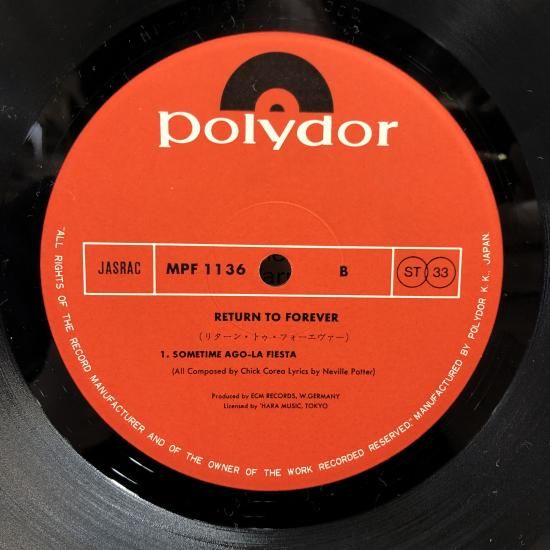 polydor
JASRAC
MPF 1136
B
ST 33
RETURN TO FOREVER
(リターン・トゥ・フォーエヴァー)
1. SOMETIME AGO–LA FIESTA
(All Composed by Chick Corea Lyrics by Neville Potter)
Produced by ECM RECORDS, W.GERMANY
Licensed by 'HARA MUSIC, TOKYO
"ALL RIGHTS OF THE RECORD MANUFACTURER AND OF THE OWNER OF THE WORK RECORDED RESERVED." MANUFACTURED BY POLYDOR K.K., JAPAN.